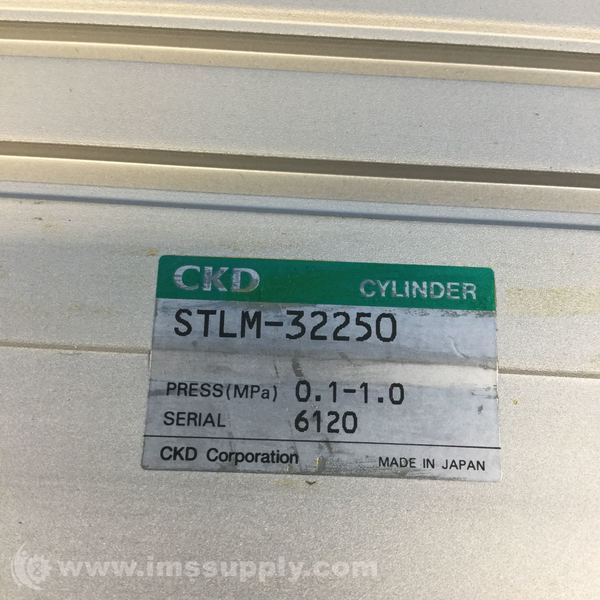 CKD CYLINDER
STLM-32250
PRESS(MPa) 0.1-1.0
SERIAL 6120
CKD Corporation MADE IN JAPAN
www.imssupply.com